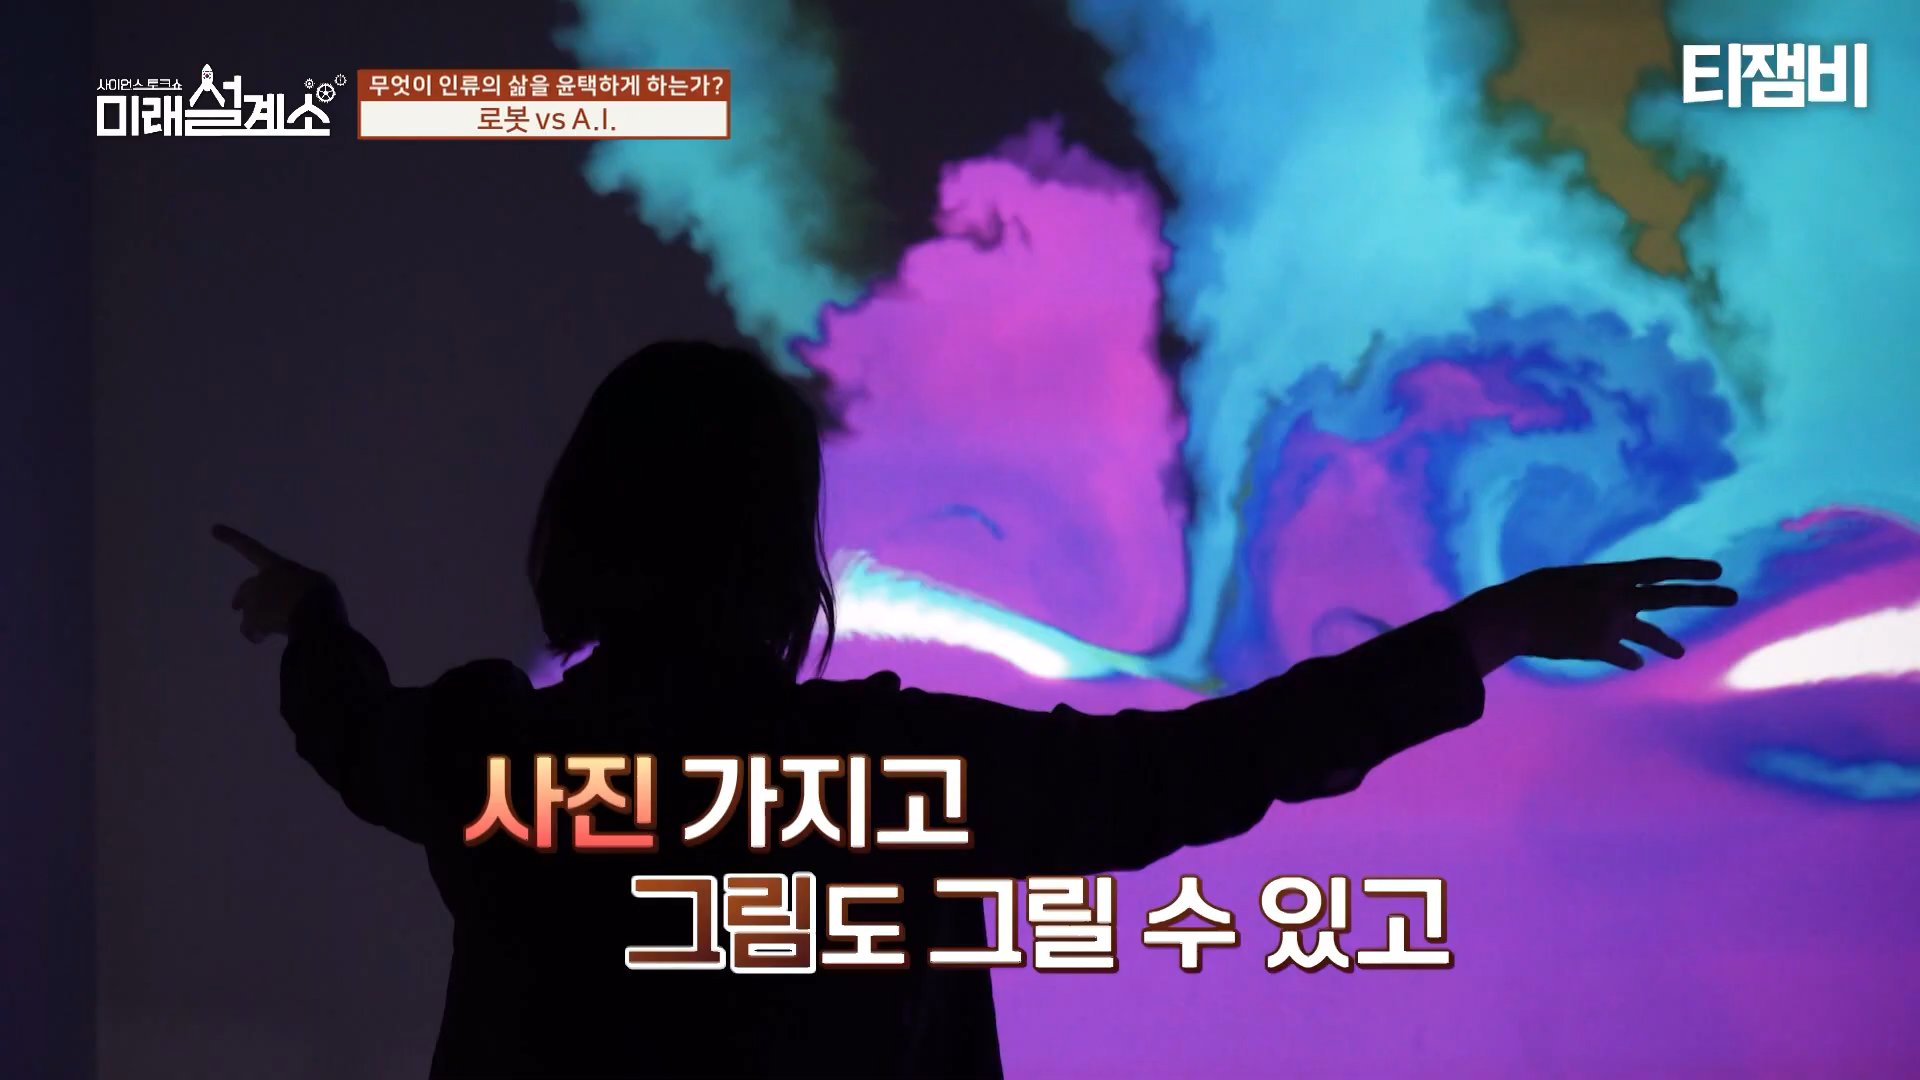 사이언스 토크쇼
미래설계소
무엇이 인류의 삶을 윤택하게 하는가?
로봇 vs A.I.
티잼비
사진 가지고
그림도 그릴 수 있고